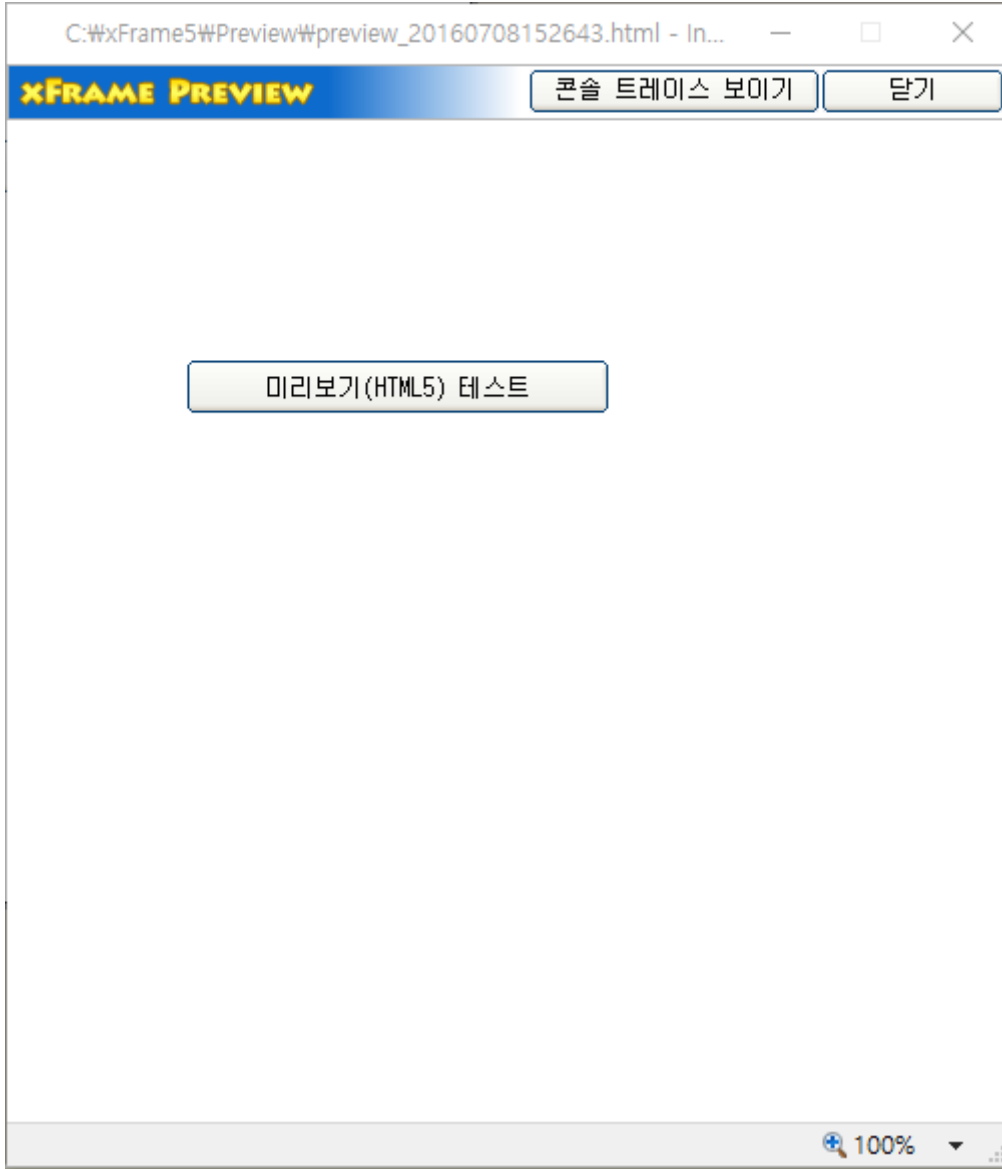 C:₩xFrame5₩Preview₩preview_20160708152643.html - In...
xFRAME PREVIEW
콘솔 트레이스 보이기
닫기
미리보기(HTML5) 테스트
100%